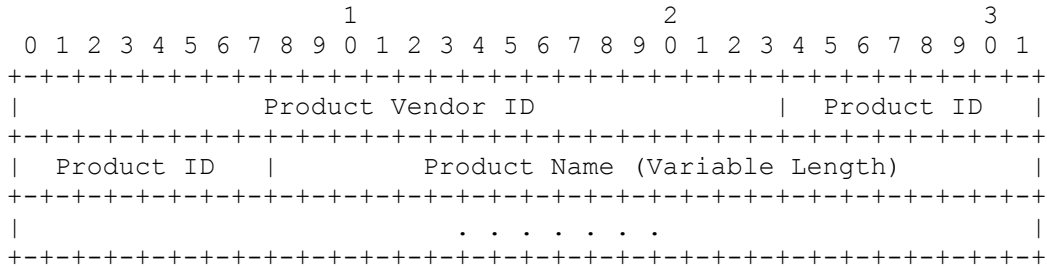 1                   2                   3
 0 1 2 3 4 5 6 7 8 9 0 1 2 3 4 5 6 7 8 9 0 1 2 3 4 5 6 7 8 9 0 1
+-+-+-+-+-+-+-+-+-+-+-+-+-+-+-+-+-+-+-+-+-+-+-+-+-+-+-+-+-+-+-+-+
|               Product Vendor ID               |  Product ID   |
+-+-+-+-+-+-+-+-+-+-+-+-+-+-+-+-+-+-+-+-+-+-+-+-+-+-+-+-+-+-+-+-+
|  Product ID   |         Product Name (Variable Length)        |
+-+-+-+-+-+-+-+-+-+-+-+-+-+-+-+-+-+-+-+-+-+-+-+-+-+-+-+-+-+-+-+-+
|                           . . . . . . .                       |
+-+-+-+-+-+-+-+-+-+-+-+-+-+-+-+-+-+-+-+-+-+-+-+-+-+-+-+-+-+-+-+-+